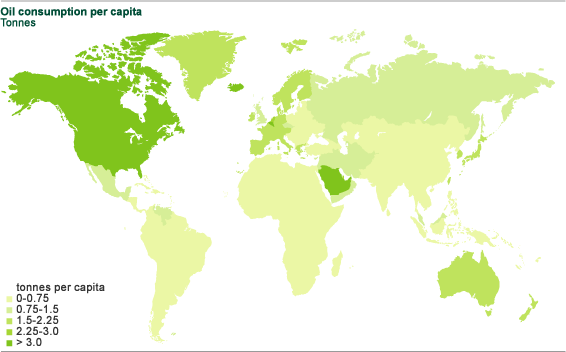 Oil consumption per capita
Tonnes
tonnes per capita
0-0.75
0.75-1.5
1.5-2.25
2.25-3.0
> 3.0